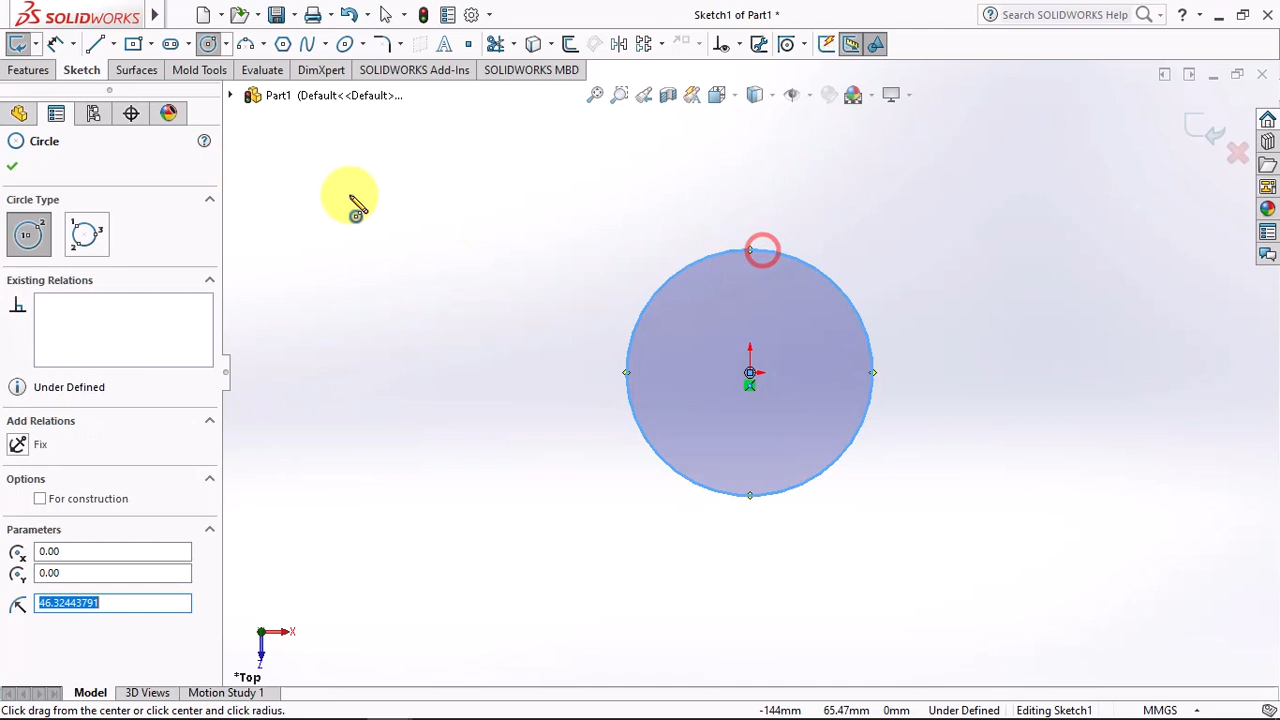 SOLIDWORKS
Sketch1 of Part1 *
Search SOLIDWORKS Help
?
A
Features
Sketch
Surfaces
Mold Tools
Evaluate
DimXpert
SOLIDWORKS Add-Ins
SOLIDWORKS MBD
Part1 (Default<<Default>...
Circle
?
Circle Type
Existing Relations
Under Defined
Add Relations
Fix
Options
For construction
Parameters
0.00
0.00
46.32443791
X
Z
*Top
Model
3D Views
Motion Study 1
Click drag from the center or click center and click radius.
-144mm
65.47mm
0mm
Under Defined
Editing Sketch1
MMGS